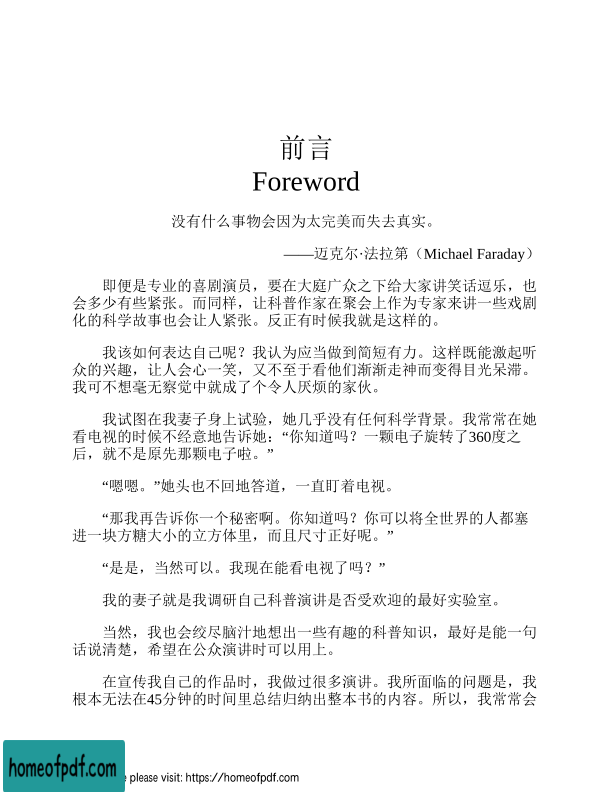 前言
Foreword
没有什么事物会因为太完美而失去真实。
——迈克尔·法拉第（Michael Faraday）
即便是专业的喜剧演员，要在大庭广众之下给大家讲笑话逗乐，也
会多少有些紧张。而同样，让科普作家在聚会上作为专家来讲一些戏剧
化的科学故事也会让人紧张。反正有时候我就是这样的。
我该如何表达自己呢？我认为应当做到简短有力。这样既能激起听
众的兴趣，让人会心一笑，又不至于看他们渐渐走神而变得目光呆滞。
我可不想毫无察觉中就成了个令人厌烦的家伙。
我试图在我妻子身上试验，她几乎没有任何科学背景。我常常在她
看电视的时候不经意地告诉她：“你知道吗？一颗电子旋转了360度之
后，就不是原先那颗电子啦。”
“嗯嗯。”她头也不回地答道，一直盯着电视。
“那我再告诉你一个秘密啊。你知道吗？你可以将全世界的人都塞
进一块方糖大小的立方体里，而且尺寸正好呢。”
“是是，当然可以。我现在能看电视了吗？”
我的妻子就是我调研自己科普演讲是否受欢迎的最好实验室。
当然，我也会绞尽脑汁地想出一些有趣的科普知识，最好是能一句
话说清楚，希望在公众演讲时可以用上。
在宣传我自己的作品时，我做过很多演讲。我所面临的问题是，我
根本无法在45分钟的时间里总结归纳出整本书的内容。所以，我常常会
homeofpdf.com
please visit: https://homeofpdf.com